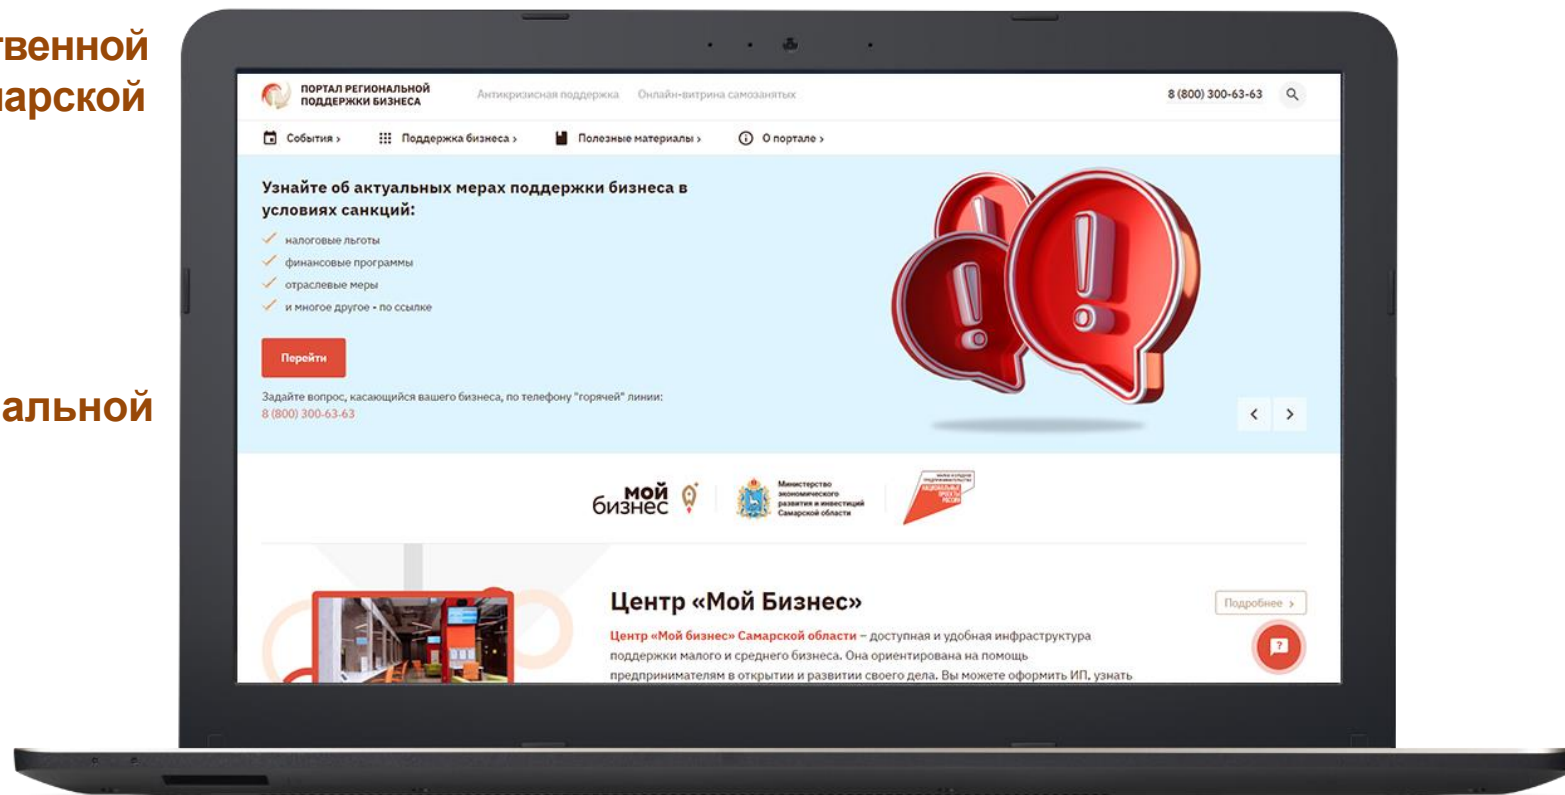 твенной
арской
альной
ПОРТАЛ РЕГИОНАЛЬНОЙ
ПОДДЕРЖКИ БИЗНЕСА
Антикризисная поддержка Онлайн-витрина самозанятых
8 (800) 300-63-63
События › Поддержка бизнеса › Полезные материалы › О портале ›
Узнайте об актуальных мерах поддержки бизнеса в
условиях санкций:
налоговые льготы
финансовые программы
отраслевые меры
и многое другое - по ссылке
Перейти
Задайте вопрос, касающийся вашего бизнеса, по телефону "горячей" линии:
8 (800) 300-63-63
мой
бизнес
Министерство
экономического
развития и инвестиций
Самарской области
НАЦИОНАЛЬНЫЕ
ПРОЕКТЫ
РОССИИ
Центр «Мой Бизнес»
Подробнее ›
Центр «Мой бизнес» Самарской области – доступная и удобная инфраструктура
поддержки малого и среднего бизнеса. Она ориентирована на помощь
предпринимателям в открытии и развитии своего дела. Вы можете оформить ИП, узнать